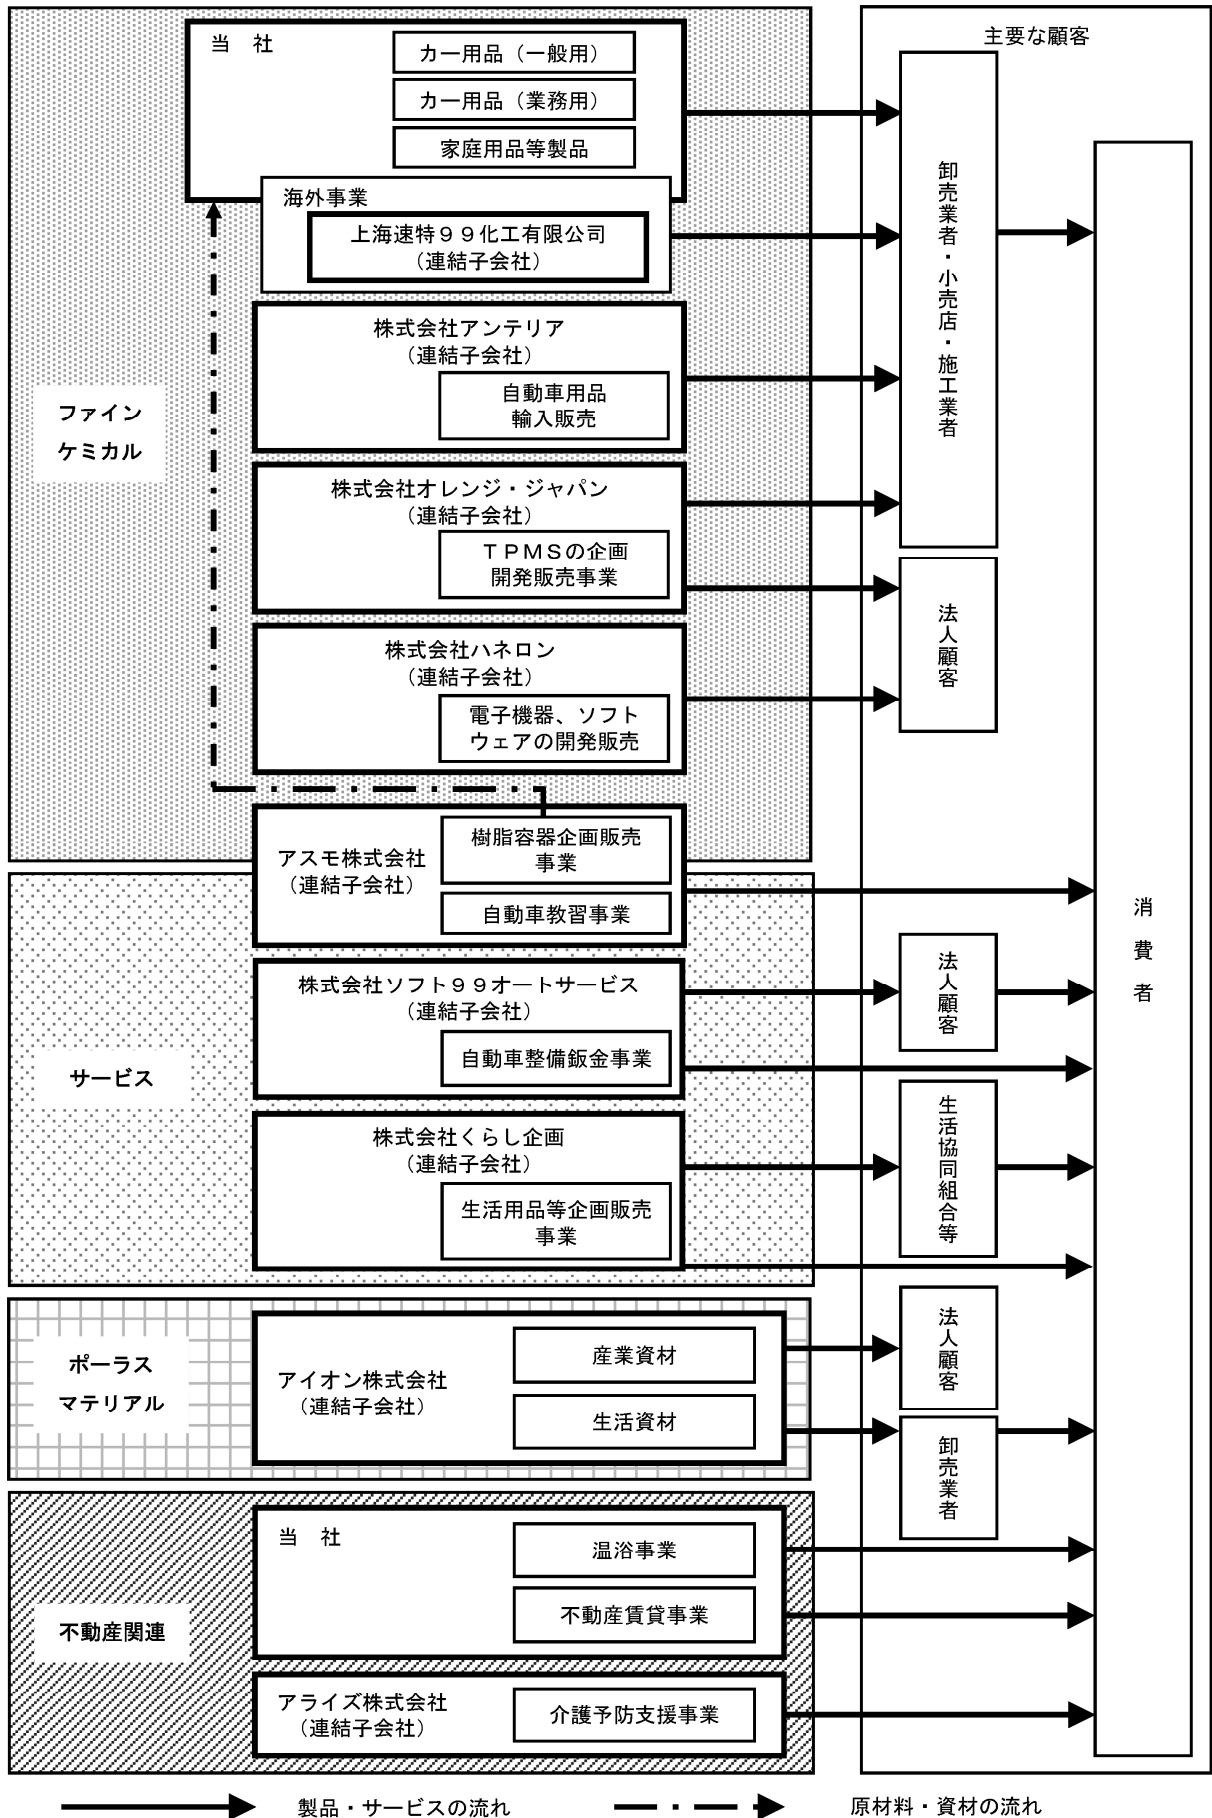 主要な顧客
当　社
カー用品（一般用）
カー用品（業務用）
家庭用品等製品
海外事業
上海速特９９化工有限公司
（連結子会社）
株式会社アンテリア
（連結子会社）
自動車用品
輸入販売
ファイン
ケミカル
株式会社オレンジ・ジャパン
（連結子会社）
ＴＰＭＳの企画
開発販売事業
株式会社ハネロン
（連結子会社）
電子機器、ソフト
ウェアの開発販売
卸売業者・小売店・施工業者
法人顧客
アスモ株式会社
（連結子会社）
樹脂容器企画販売
事業
自動車教習事業
消費者
サービス
株式会社ソフト９９オートサービス
（連結子会社）
自動車整備鈑金事業
法人顧客
株式会社くらし企画
（連結子会社）
生活用品等企画販売
事業
生活協同組合等
ポーラス
マテリアル
アイオン株式会社
（連結子会社）
産業資材
生活資材
法人顧客
卸売業者
不動産関連
当　社
温浴事業
不動産賃貸事業
アライズ株式会社
（連結子会社）
介護予防支援事業
製品・サービスの流れ
原材料・資材の流れ